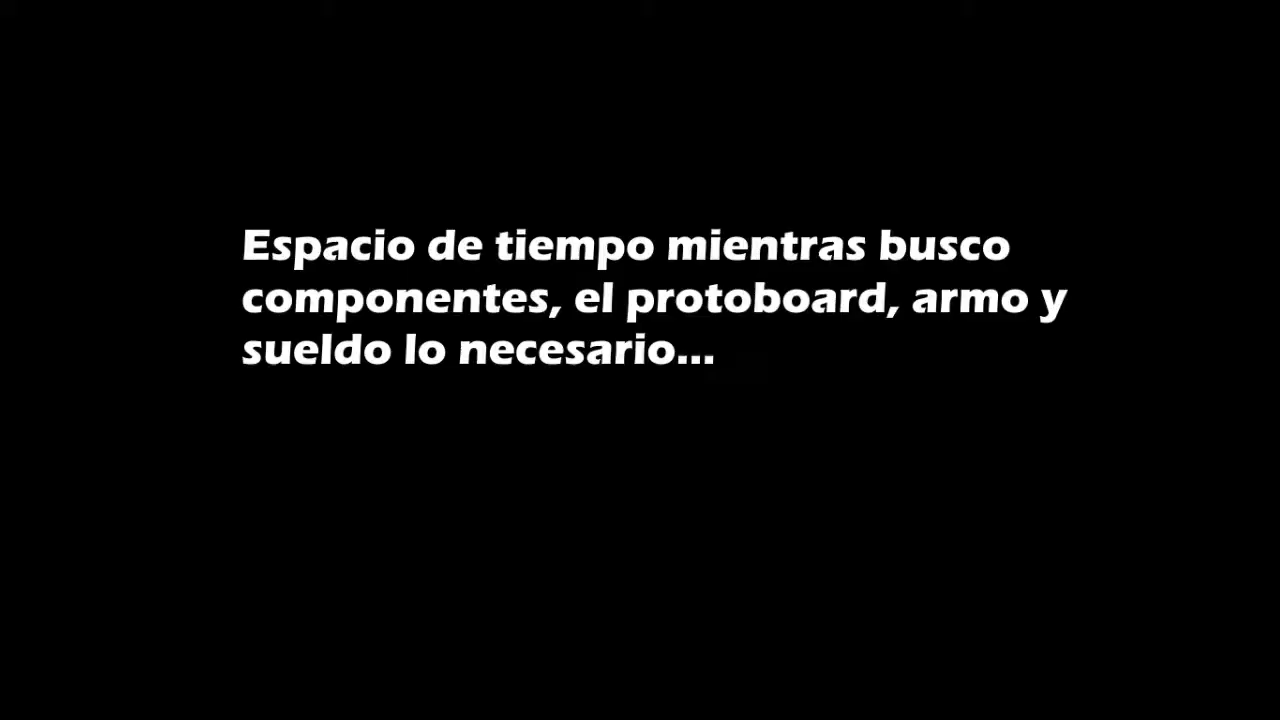 Espacio de tiempo mientras busco
componentes, el protoboard, armo y
sueldo lo necesario...